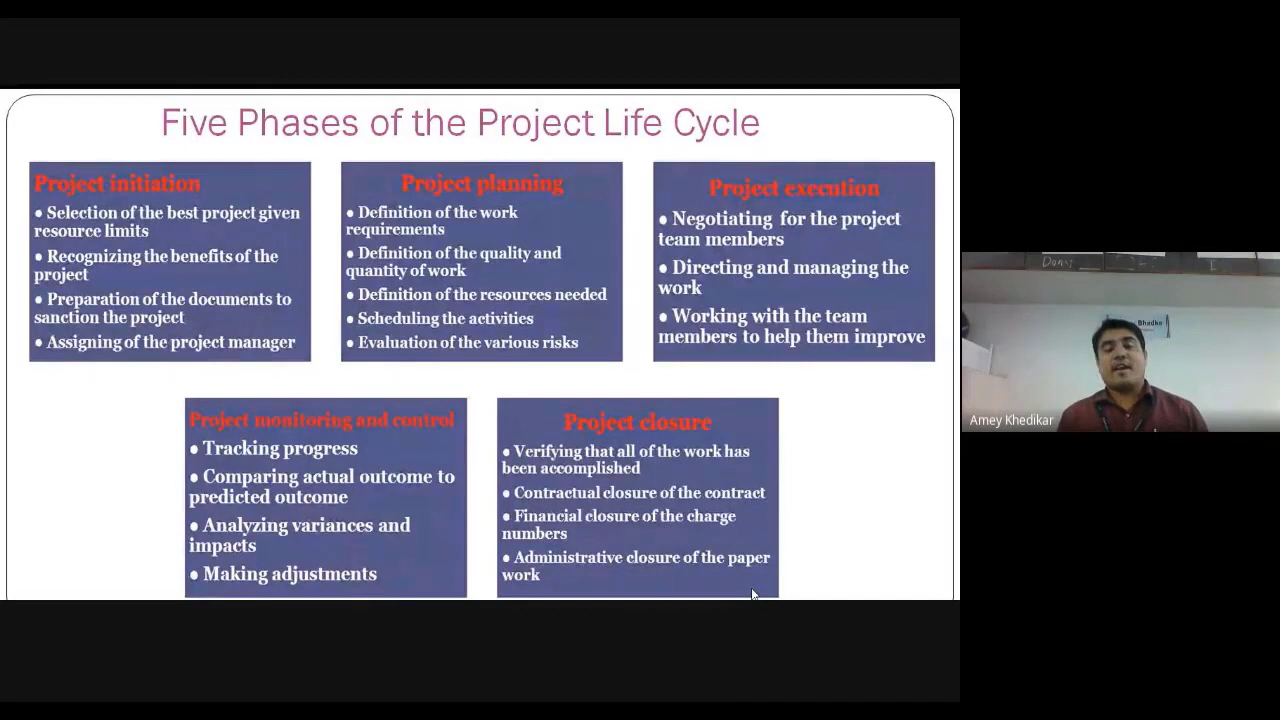 Five Phases of the Project Life Cycle
Project initiation
● Selection of the best project given
resource limits
● Recognizing the benefits of the
project
● Preparation of the documents to
sanction the project
● Assigning of the project manager
Project planning
● Definition of the work
requirements
● Definition of the quality and
quantity of work
● Definition of the resources needed
● Scheduling the activities
● Evaluation of the various risks
Project execution
● Negotiating for the project
team members
● Directing and managing the
work
● Working with the team
members to help them improve
Project monitoring and control
● Tracking progress
● Comparing actual outcome to
predicted outcome
● Analyzing variances and
impacts
● Making adjustments
Project closure
● Verifying that all of the work has
been accomplished
● Contractual closure of the contract
● Financial closure of the charge
numbers
● Administrative closure of the paper
work
Bhadke
Amey Khedikar